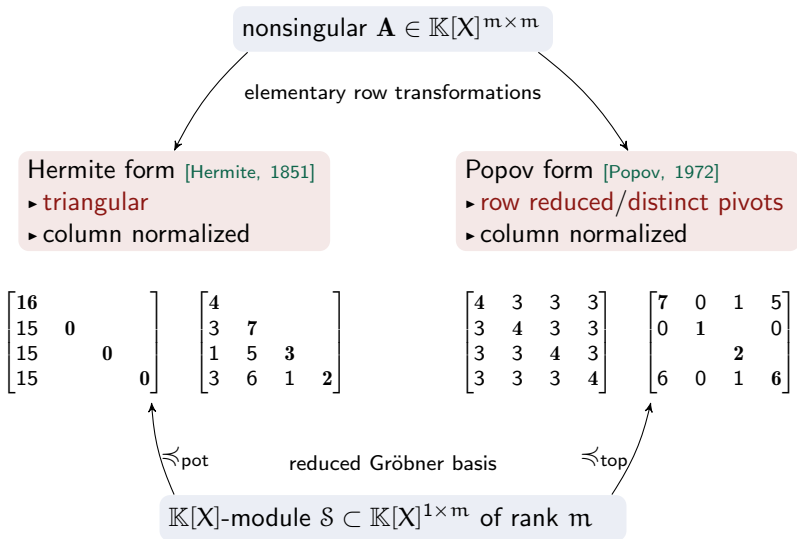 nonsingular A ∈ 𝕂[X]^{m×m}
elementary row transformations
Hermite form [Hermite, 1851]
▸ triangular
▸ column normalized
Popov form [Popov, 1972]
▸ row reduced/distinct pivots
▸ column normalized
16
15 0
15 0
15 0
4
3 7
1 5 3
3 6 1 2
4 3 3 3
3 4 3 3
3 3 4 3
3 3 3 4
7 0 1 5
0 1 0
2
6 0 1 6
≼pot
reduced Gröbner basis
≼top
𝕂[X]-module 𝒮 ⊂ 𝕂[X]^{1×m} of rank m